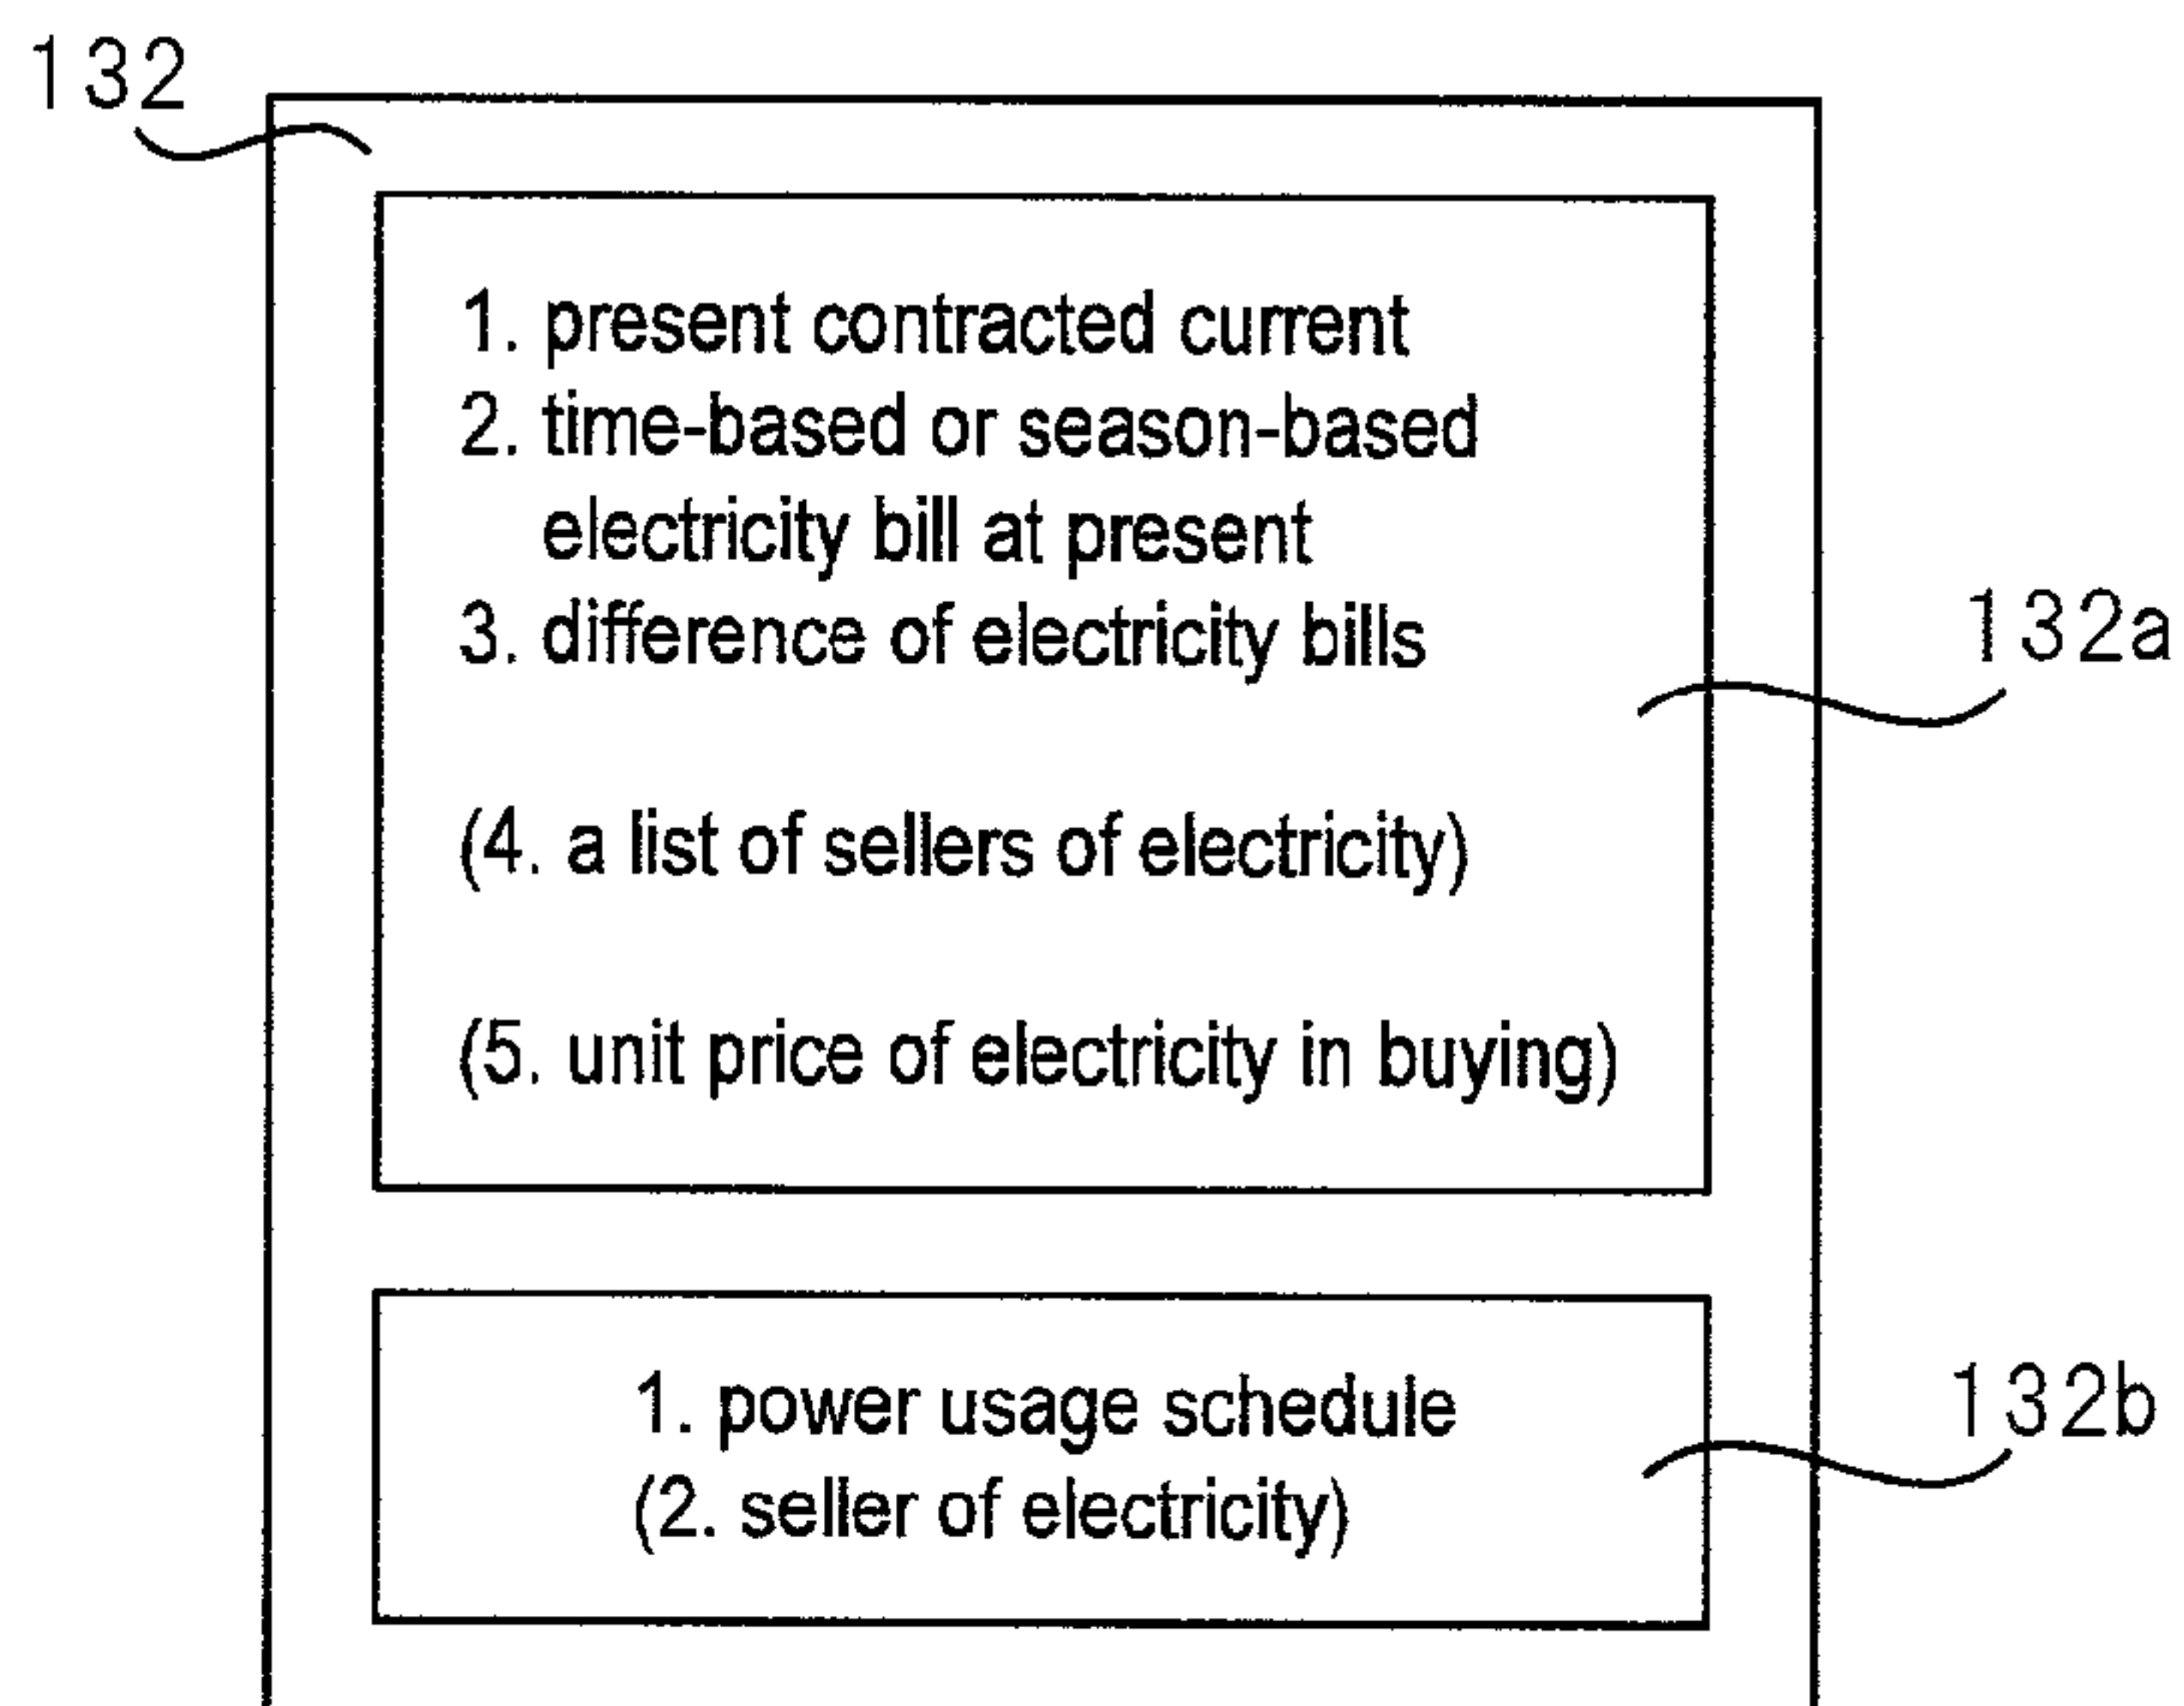 132
1. present contracted current
2. time-based or season-based
electricity bill at present
3. difference of electricity bills
132a
(4. a list of sellers of electricity)
(5. unit price of electricity in buying)
1. power usage schedule
132b
(2. seller of electricity)